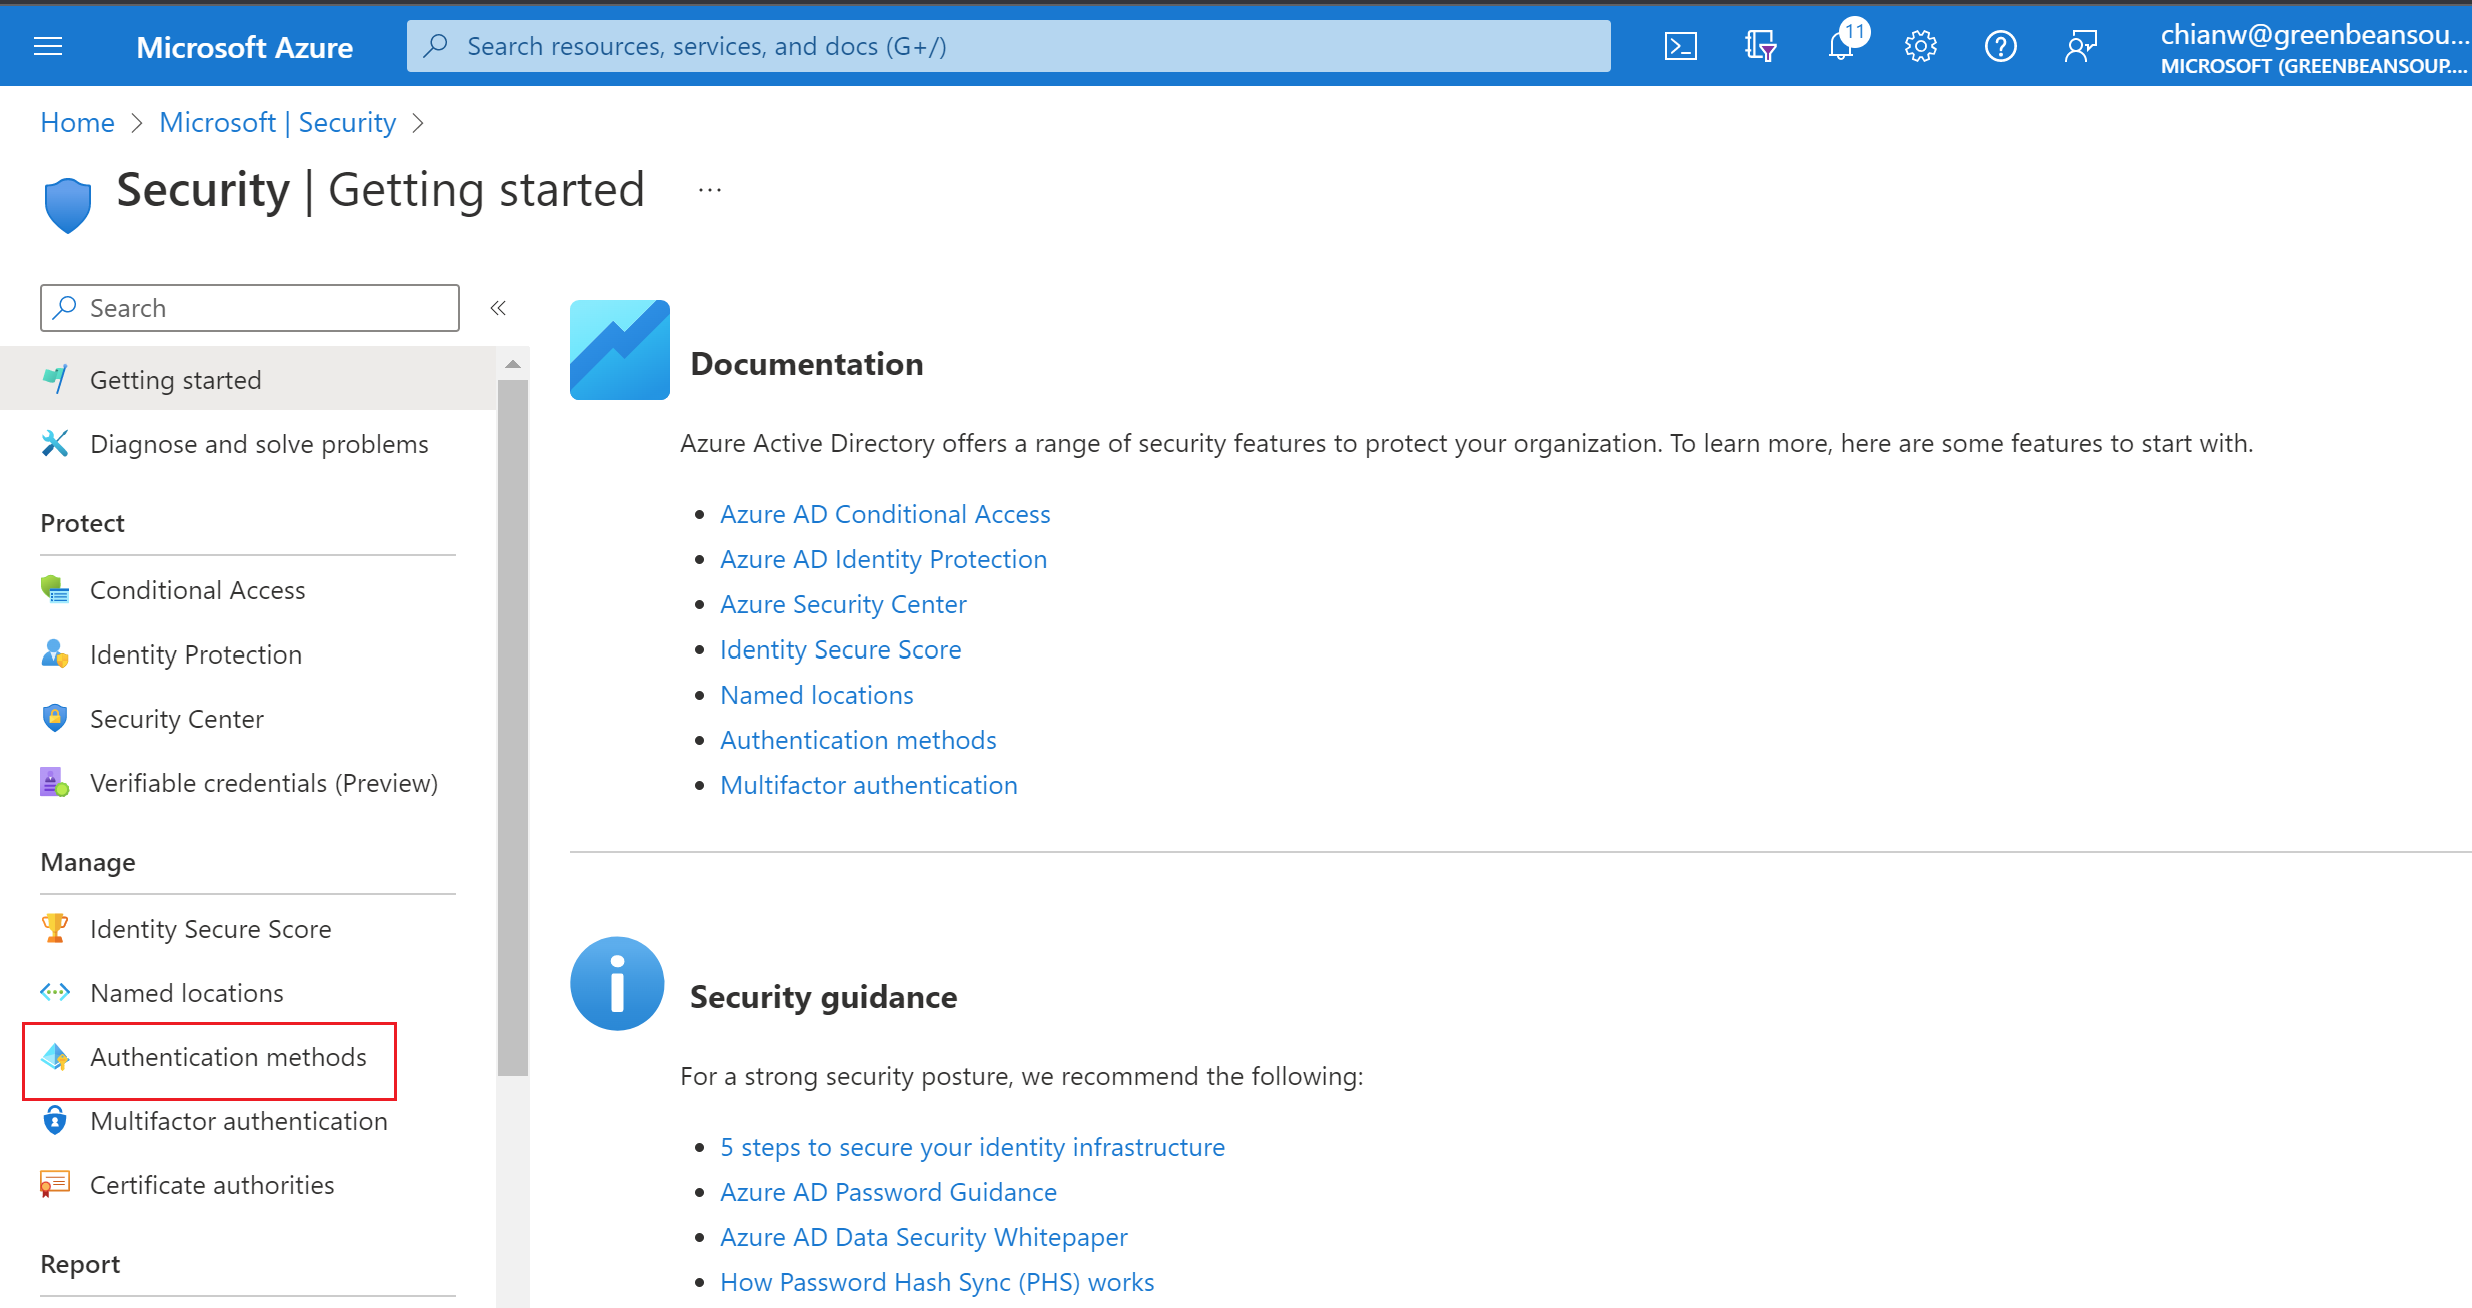 Microsoft Azure
Search resources, services, and docs (G+/)
11
chianw@greenbeansou...
MICROSOFT (GREENBEANSOUP....
Home > Microsoft | Security >
Security | Getting started ...
Search «
Getting started
Diagnose and solve problems
Protect
Conditional Access
Identity Protection
Security Center
Verifiable credentials (Preview)
Manage
Identity Secure Score
Named locations
Authentication methods
Multifactor authentication
Certificate authorities
Report
Documentation
Azure Active Directory offers a range of security features to protect your organization. To learn more, here are some features to start with.
• Azure AD Conditional Access
• Azure AD Identity Protection
• Azure Security Center
• Identity Secure Score
• Named locations
• Authentication methods
• Multifactor authentication
Security guidance
For a strong security posture, we recommend the following:
• 5 steps to secure your identity infrastructure
• Azure AD Password Guidance
• Azure AD Data Security Whitepaper
• How Password Hash Sync (PHS) works